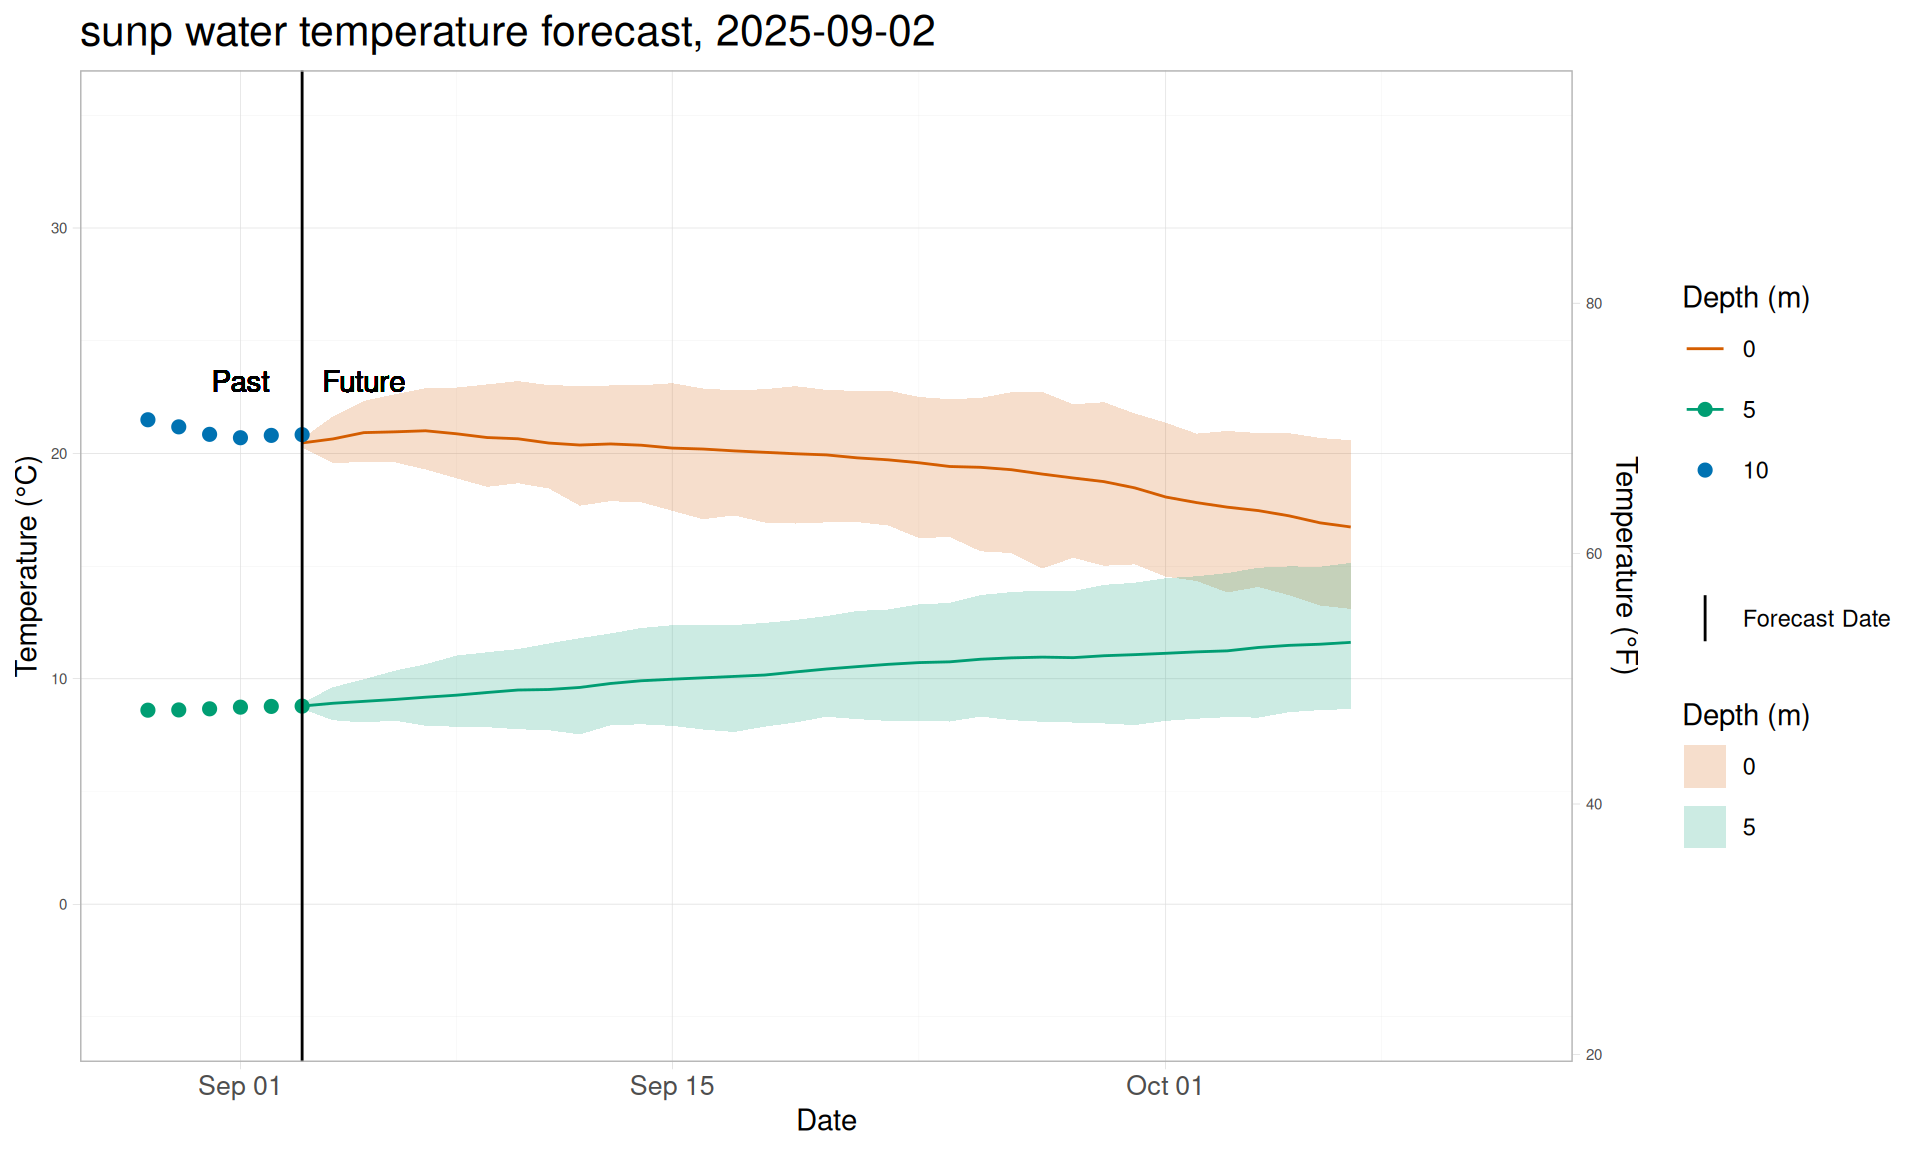 sunp water temperature forecast, 2025-09-02
Past
Future
30
20
10
0
Temperature (°C)
80
60
40
20
Temperature (°F)
Sep 01
Sep 15
Oct 01
Date
Depth (m)
0
5
10
Forecast Date
Depth (m)
0
5